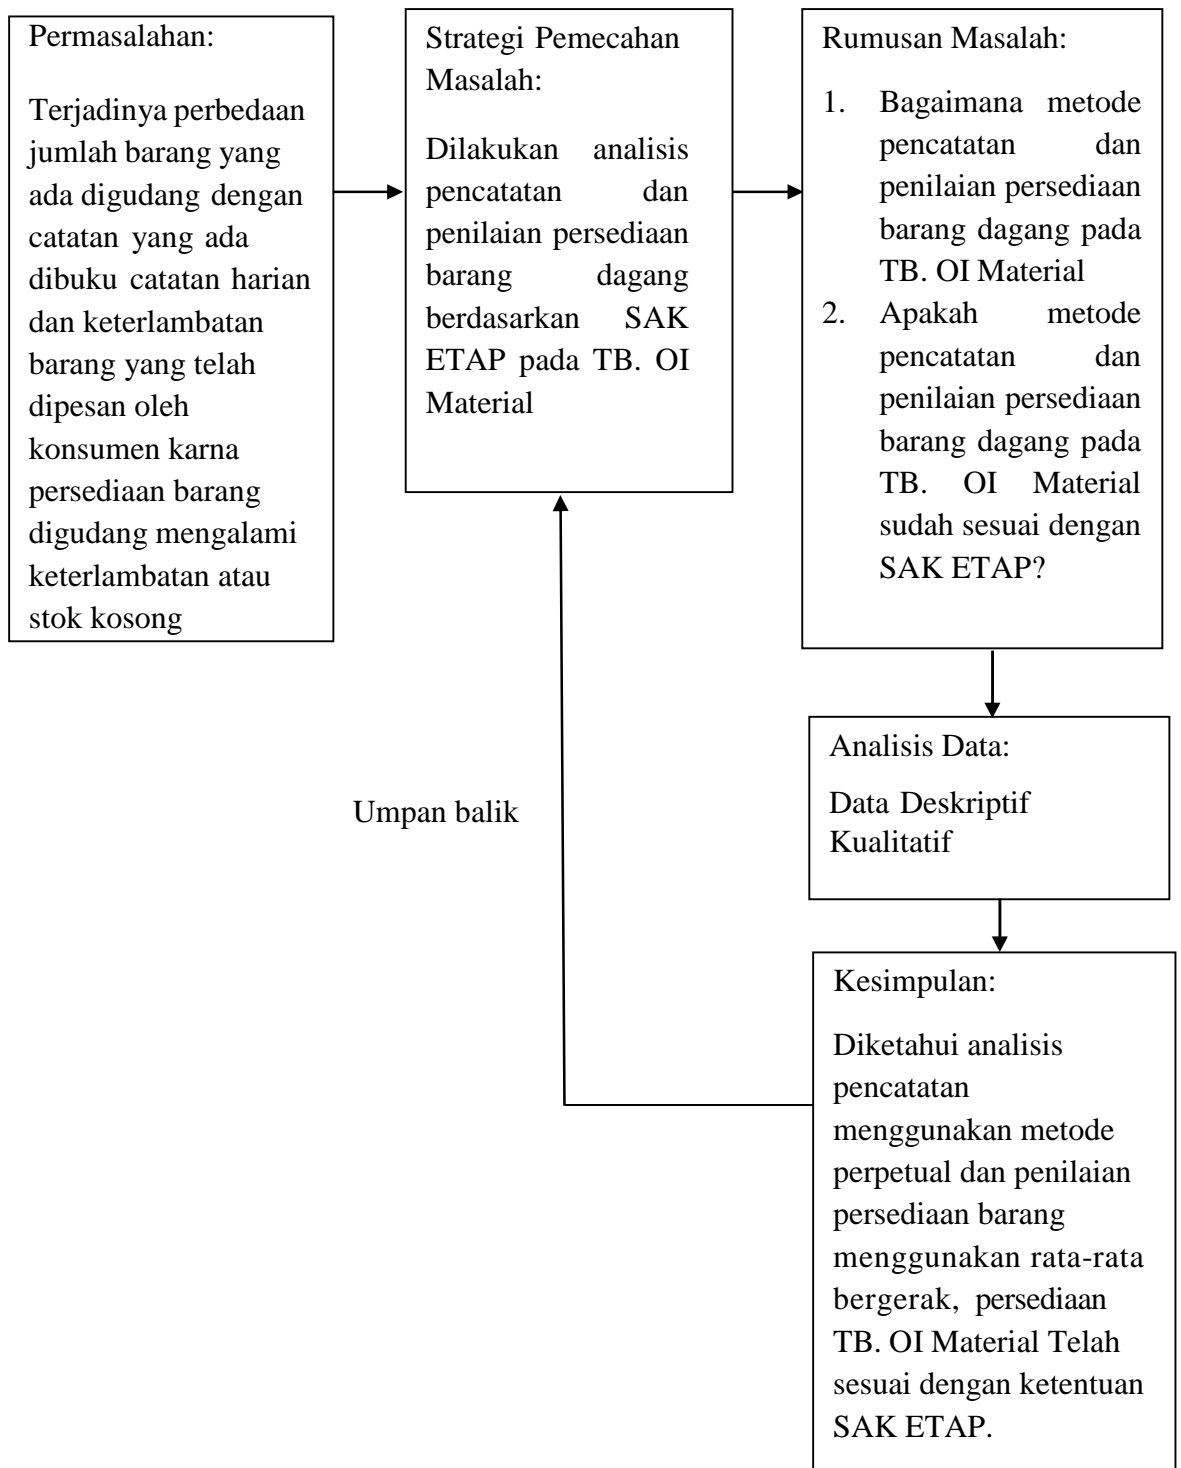 Permasalahan:
Terjadinya perbedaan
jumlah barang yang
ada digudang dengan
catatan yang ada
dibuku catatan harian
dan keterlambatan
barang yang telah
dipesan oleh
konsumen karna
persediaan barang
digudang mengalami
keterlambatan atau
stok kosong
Strategi Pemecahan
Masalah:
Dilakukan analisis
pencatatan dan
penilaian persediaan
barang dagang
berdasarkan SAK
ETAP pada TB. OI
Material
Rumusan Masalah:
1. Bagaimana metode
pencatatan dan
penilaian persediaan
barang dagang pada
TB. OI Material
2. Apakah metode
pencatatan dan
penilaian persediaan
barang dagang pada
TB. OI Material
sudah sesuai dengan
SAK ETAP?
Analisis Data:
Data Deskriptif
Kualitatif
Umpan balik
Kesimpulan:
Diketahui analisis
pencatatan
menggunakan metode
perpetual dan penilaian
persediaan barang
menggunakan rata-rata
bergerak, persediaan
TB. OI Material Telah
sesuai dengan ketentuan
SAK ETAP.